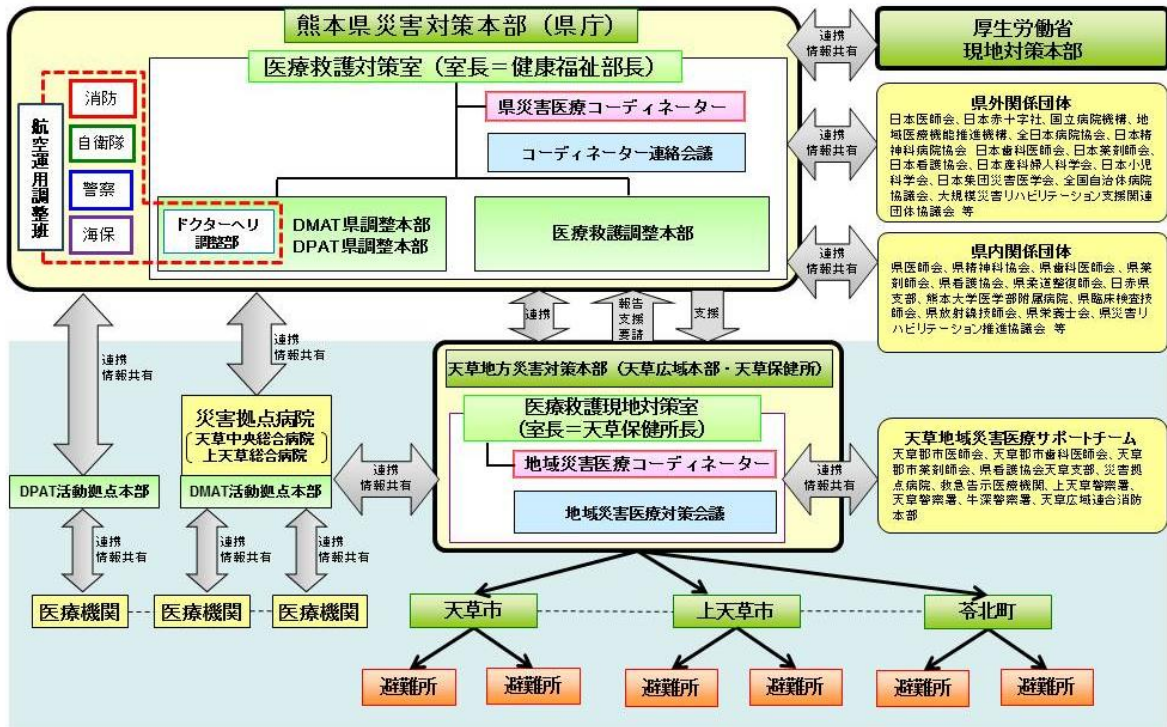 熊本県災害対策本部（県庁）
医療救護対策室（室長＝健康福祉部長）
県災害医療コーディネーター
コーディネーター連絡会議
航空運用調整班
消防
自衛隊
警察
海保
ドクターヘリ
調整部
DMAT県調整本部
DPAT県調整本部
医療救護調整本部
連携
情報共有
厚生労働省
現地対策本部
連携
情報共有
県外関係団体
日本医師会、日本赤十字社、国立病院機構、地
域医療機能推進機構、全日本病院協会、日本精
神科病院協会 日本歯科医師会、日本薬剤師会、
日本看護協会、日本産科婦人科学会、日本小児
科学会、日本集団災害医学会、全国自治体病院
協議会、大規模災害リハビリテーション支援関連
団体協議会 等
連携
情報共有
県内関係団体
県医師会、県精神科協会、県歯科医師会、県薬
剤師会、県看護協会、県柔道整復師会、日赤県
支部、熊本大学医学部附属病院、県臨床検査技
師会、県放射線技師会、県栄養士会、県災害リ
ハビリテーション推進協議会 等
連携
情報共有
連携
情報共有
連携
報告
支援
要請
支援
天草地方災害対策本部（天草広域本部・天草保健所）
医療救護現地対策室
（室長＝天草保健所長）
地域災害医療コーディネーター
地域災害医療対策会議
災害拠点病院
天草中央総合病院
上天草総合病院
DPAT活動拠点本部
DMAT活動拠点本部
連携
情報共有
連携
情報共有
天草地域災害医療サポートチーム
天草郡市医師会、天草郡市歯科医師会、天草
郡市薬剤師会、県看護協会天草支部、災害拠
点病院、救急告示医療機関、上天草警察署、
天草警察署、牛深警察署、天草広域連合消防
本部
連携
情報共有
連携
情報共有
連携
情報共有
医療機関
医療機関
医療機関
天草市
上天草市
苓北町
避難所
避難所
避難所
避難所
避難所
避難所